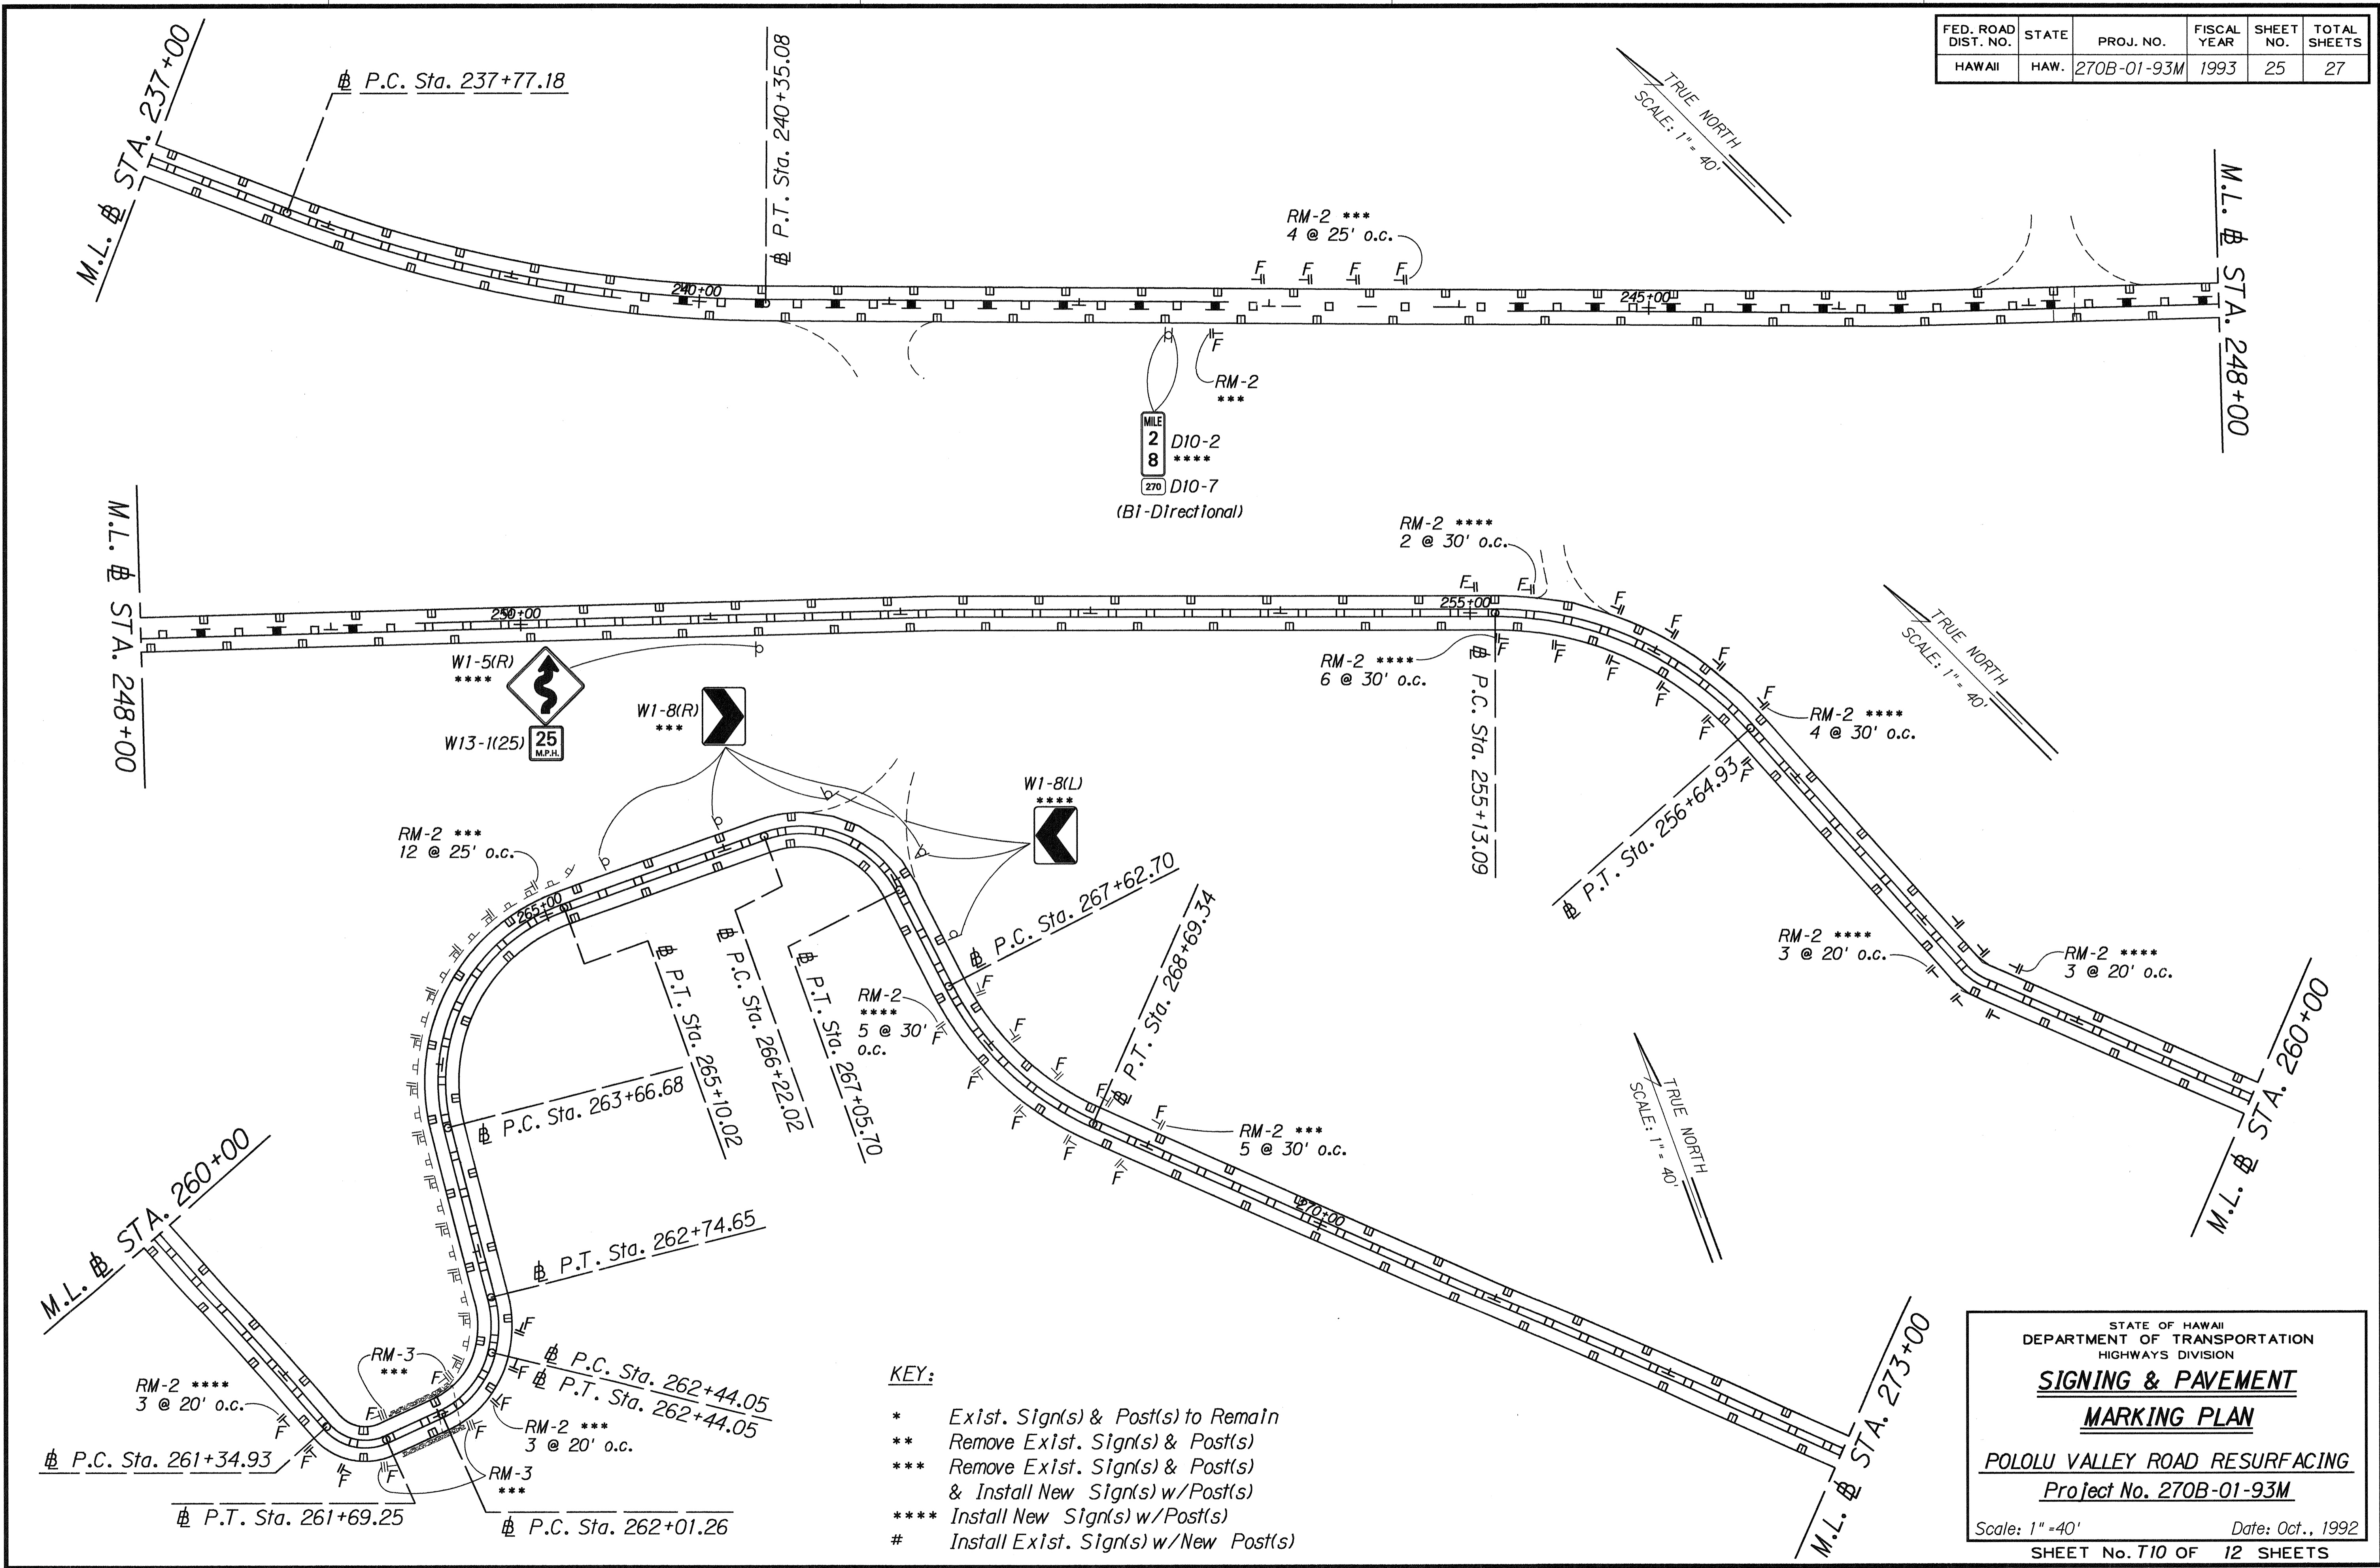 FED. ROAD DIST. NO.
STATE
PROJ. NO.
FISCAL YEAR
SHEET NO.
TOTAL SHEETS
HAWAII
HAW.
270B-01-93M
1993
25
27
M.L. ℄ STA. 237+00
℄ P.C. Sta. 237+77.18
℄ P.T. Sta. 240+35.08
TRUE NORTH
SCALE: 1" = 40'
M.L. ℄ STA. 248+00
RM-2 ***
4 @ 25' o.c.
F F F F
240+00
245+00
F
RM-2
***
MILE
2
8
D10-2
****
270
D10-7
(Bi-Directional)
M.L. ℄ STA. 248+00
250+00
255+00
RM-2 ****
2 @ 30' o.c.
F F
F F F F
W1-5(R)
****
W13-1(25)
25
M.P.H.
RM-2 ****
6 @ 30' o.c.
F F F F F F
℄ P.C. Sta. 255+13.09
RM-2 ****
4 @ 30' o.c.
℄ P.T. Sta. 256+64.93
TRUE NORTH
SCALE: 1" = 40'
RM-2 ****
3 @ 20' o.c.
RM-2 ****
3 @ 20' o.c.
M.L. ℄ STA. 260+00
W1-8(R)
***
W1-8(L)
****
RM-2 ***
12 @ 25' o.c.
265+00
℄ P.T. Sta. 265+10.02
℄ P.C. Sta. 266+22.02
℄ P.T. Sta. 267+05.70
℄ P.C. Sta. 267+62.70
℄ P.T. Sta. 268+69.34
RM-2
****
5 @ 30'
o.c.
F F F F F
F F F F F
RM-2 ***
5 @ 30' o.c.
270+00
TRUE NORTH
SCALE: 1" = 40'
℄ P.C. Sta. 263+66.68
℄ P.T. Sta. 262+74.65
M.L. ℄ STA. 260+00
RM-3
***
F F
F F F
RM-2 ****
3 @ 20' o.c.
F F F
℄ P.C. Sta. 262+44.05
℄ P.T. Sta. 262+44.05
RM-2 ***
3 @ 20' o.c.
F F
RM-3
***
℄ P.C. Sta. 261+34.93
℄ P.T. Sta. 261+69.25
℄ P.C. Sta. 262+01.26
M.L. ℄ STA. 273+00
KEY:
* Exist. Sign(s) & Post(s) to Remain
** Remove Exist. Sign(s) & Post(s)
*** Remove Exist. Sign(s) & Post(s)
& Install New Sign(s) w/Post(s)
**** Install New Sign(s) w/Post(s)
# Install Exist. Sign(s) w/New Post(s)
STATE OF HAWAII
DEPARTMENT OF TRANSPORTATION
HIGHWAYS DIVISION
SIGNING & PAVEMENT
MARKING PLAN
POLOLU VALLEY ROAD RESURFACING
Project No. 270B-01-93M
Scale: 1"=40' Date: Oct., 1992
SHEET No. T10 OF 12 SHEETS